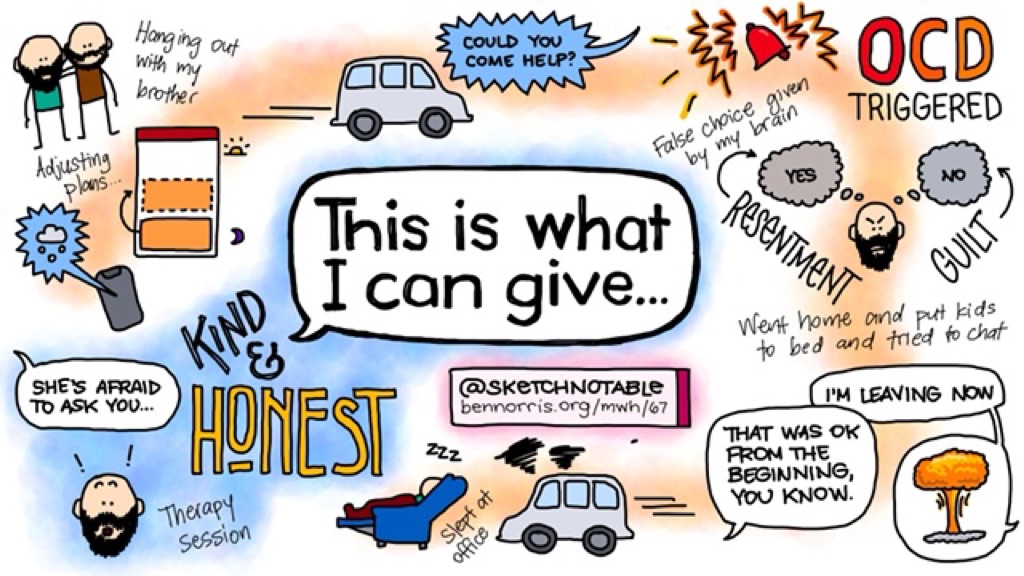 Hanging out
with my
brother
COULD YOU
COME HELP?
OCD
TRIGGERED
Adjusting
plans...
False choice given
by my brain
YES
NO
RESENTMENT
GUILT
This is what
I can give...
Went home and put kids
to bed and tried to chat
KIND
&
HONEST
SHE'S AFRAID
TO ASK YOU...
Therapy
session
@SKETCHNOTABLE
bennorris.org/mwh/67
zzz
Slept at
office
I'M LEAVING NOW
THAT WAS OK
FROM THE
BEGINNING,
YOU KNOW.